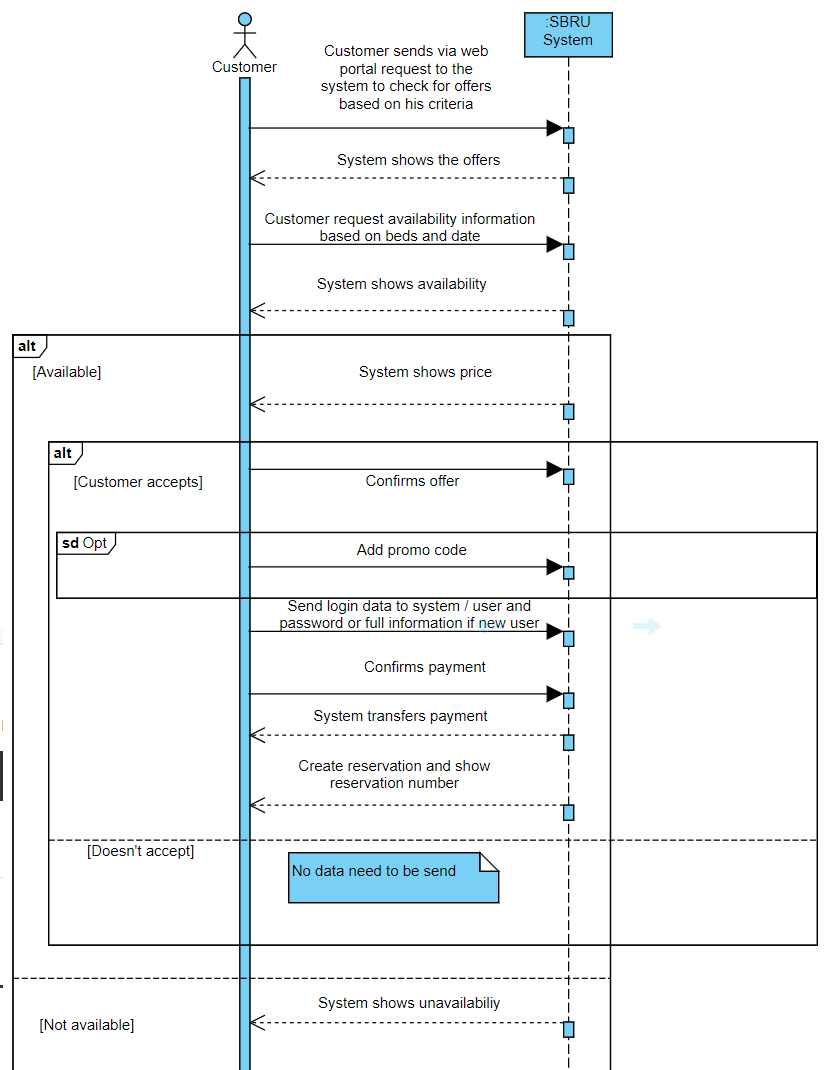 :SBRU
System
Customer
Customer sends via web
portal request to the
system to check for offers
based on his criteria
System shows the offers
Customer request availability information
based on beds and date
System shows availability
alt
[Available]
System shows price
alt
[Customer accepts]
Confirms offer
sd Opt
Add promo code
Send login data to system / user and
password or full information if new user
Confirms payment
System transfers payment
Create reservation and show
reservation number
[Doesn't accept]
No data need to be send
System shows unavailabiliy
[Not available]